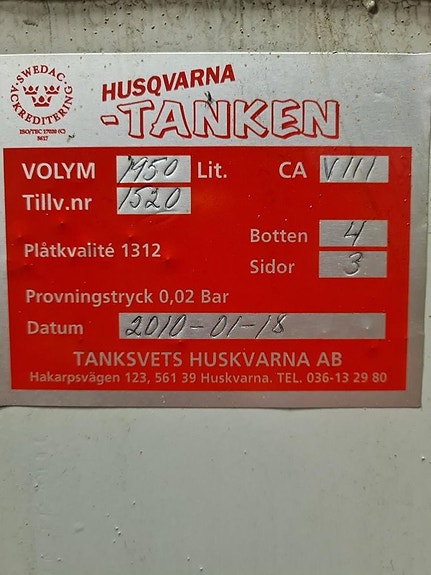 SWEDAC
ACKREDITERING
ISO/IEC 17020 (C)
HUSQVARNA
-TANKEN
VOLYM 1950 Lit. CA VIII
Tillv.nr 1520
Botten 4
Plåtkvalité 1312
Sidor 3
Provningstryck 0,02 Bar
Datum 2010-01-18
TANKSVETS HUSKVARNA AB
Hakarpsvägen 123, 561 39 Huskvarna. TEL. 036-13 29 80